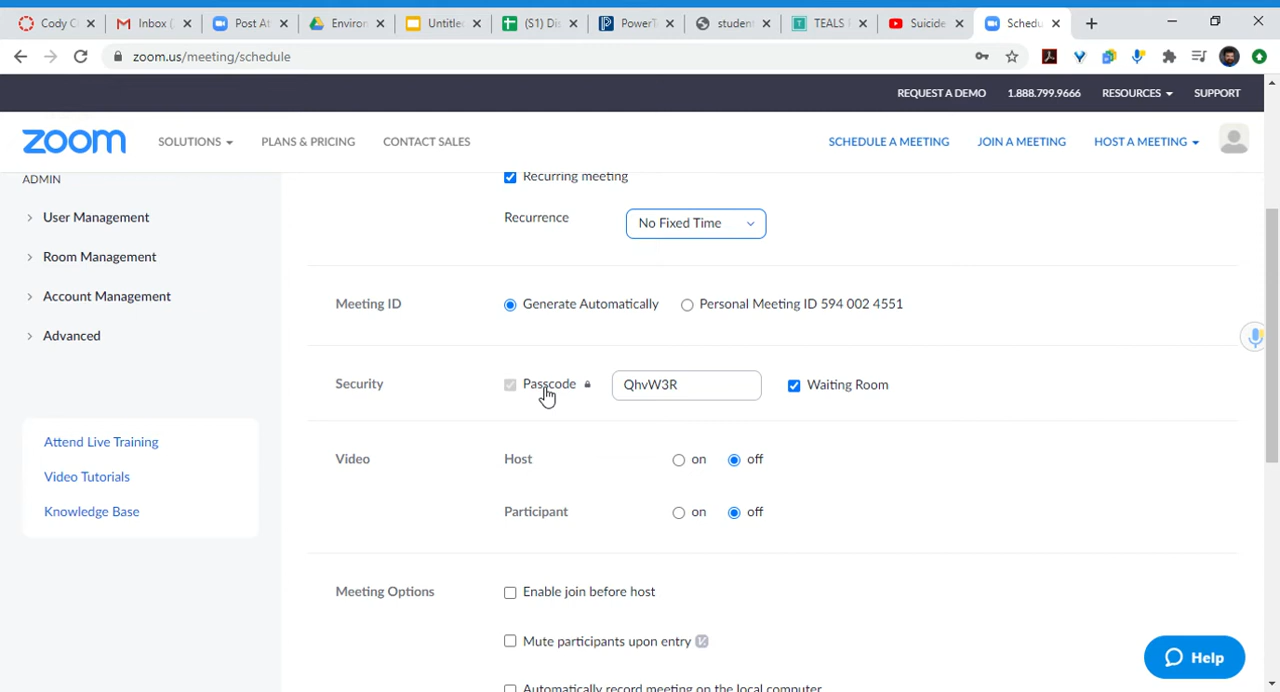 Cody C
Inbox (
Post At
Environ
Untitle
(S1) Di
PowerT
student
TEALS
Suicide
Schedu
zoom.us/meeting/schedule
REQUEST A DEMO 1.888.799.9666 RESOURCES SUPPORT
zoom SOLUTIONS PLANS & PRICING CONTACT SALES SCHEDULE A MEETING JOIN A MEETING HOST A MEETING
ADMIN
User Management
Room Management
Account Management
Advanced
Attend Live Training
Video Tutorials
Knowledge Base
Recurring meeting
Recurrence No Fixed Time
Meeting ID Generate Automatically Personal Meeting ID 594 002 4551
Security Passcode QhvW3R Waiting Room
Video Host on off
Participant on off
Meeting Options Enable join before host
Mute participants upon entry
Automatically record meeting on the local computer
Help